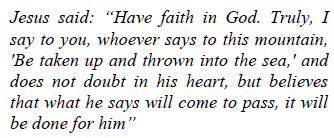 Jesus said: “Have faith in God. Truly, I
say to you, whoever says to this mountain,
'Be taken up and thrown into the sea,' and
does not doubt in his heart, but believes
that what he says will come to pass, it will
be done for him”